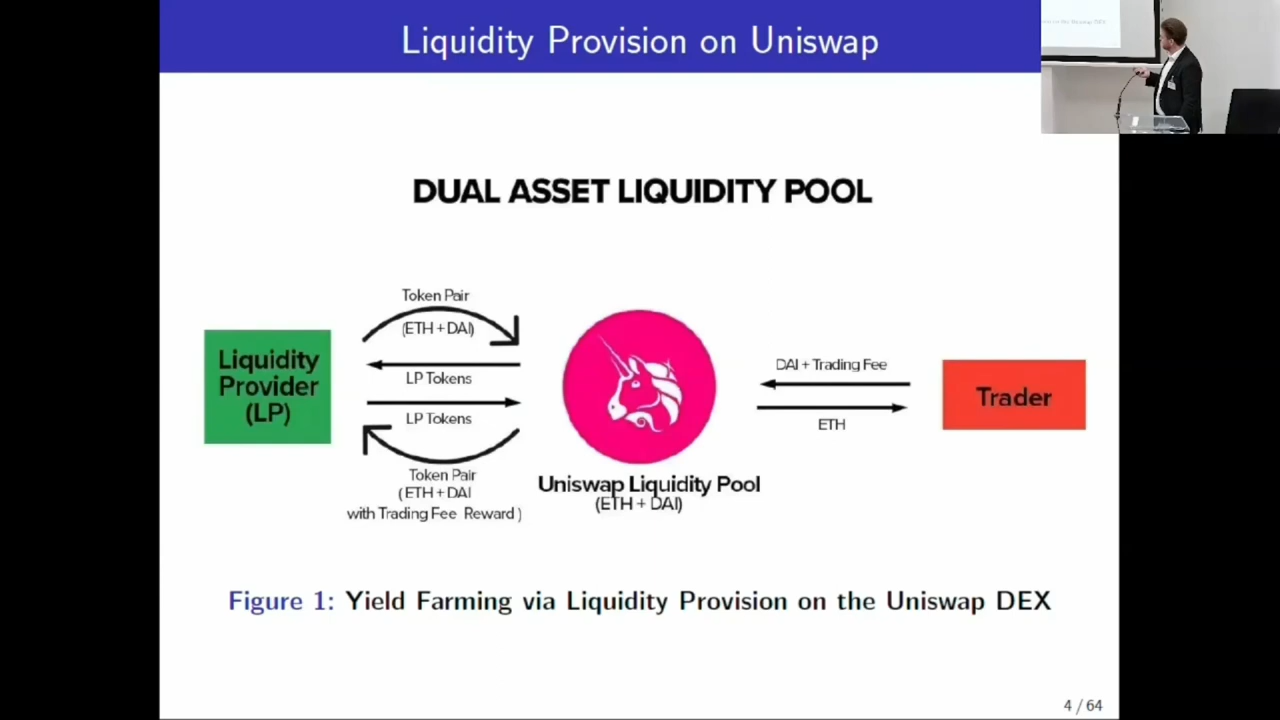 Liquidity Provision on Uniswap
DUAL ASSET LIQUIDITY POOL
Token Pair
(ETH + DAI)
LP Tokens
LP Tokens
Token Pair
(ETH + DAI
with Trading Fee Reward )
Liquidity
Provider
(LP)
Uniswap Liquidity Pool
(ETH + DAI)
DAI + Trading Fee
ETH
Trader
Figure 1: Yield Farming via Liquidity Provision on the Uniswap DEX
4 / 64